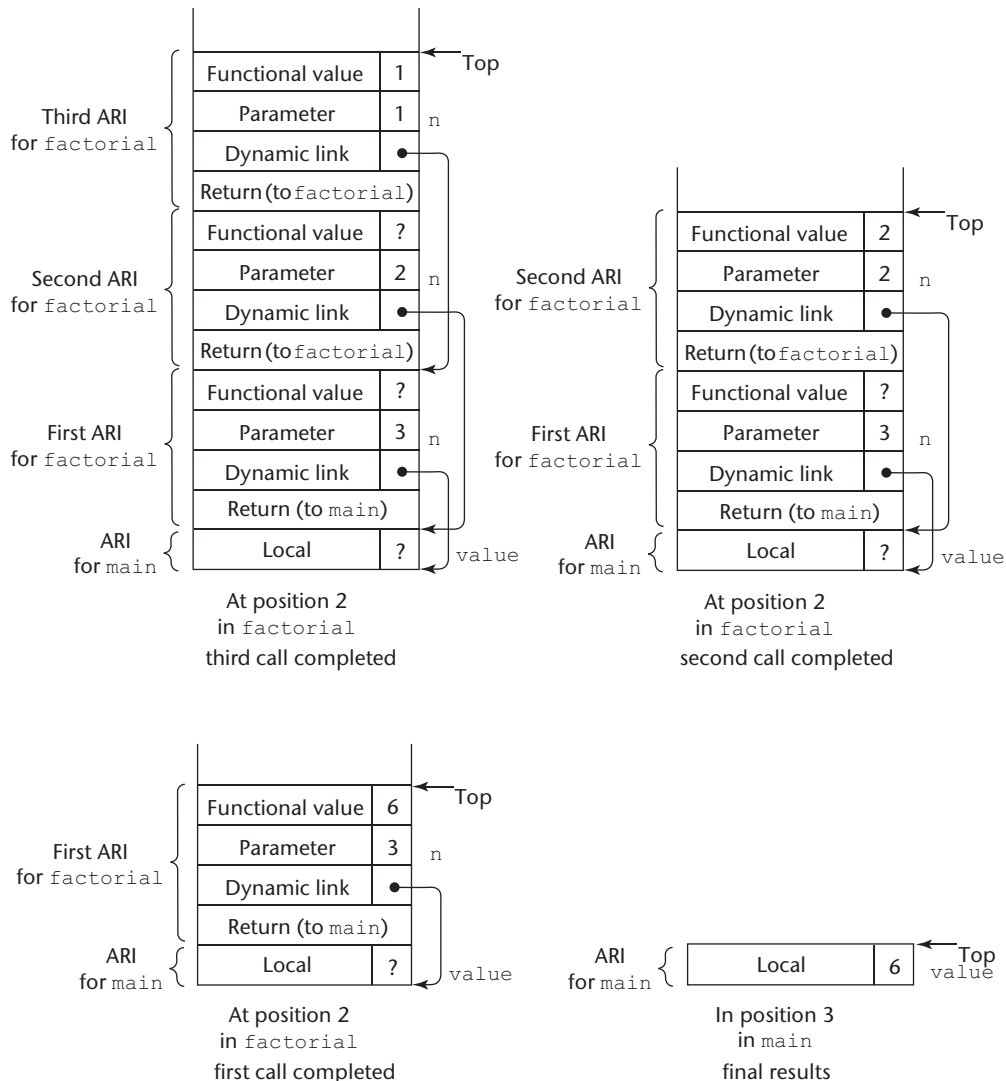 Top
Functional value 1
Third ARI
for factorial
Parameter 1 n
Dynamic link
Return (to factorial)
Functional value ?
Second ARI
for factorial
Parameter 2 n
Dynamic link
Return (to factorial)
Functional value ?
First ARI
for factorial
Parameter 3 n
Dynamic link
Return (to main)
ARI
for main
Local ? value
At position 2
in factorial
third call completed
Top
Functional value 2
Second ARI
for factorial
Parameter 2 n
Dynamic link
Return (to factorial)
Functional value ?
First ARI
for factorial
Parameter 3 n
Dynamic link
Return (to main)
ARI
for main
Local ? value
At position 2
in factorial
second call completed
Top
Functional value 6
First ARI
for factorial
Parameter 3 n
Dynamic link
Return (to main)
ARI
for main
Local ? value
At position 2
in factorial
first call completed
ARI
for main
Local 6
Top
value
In position 3
in main
final results